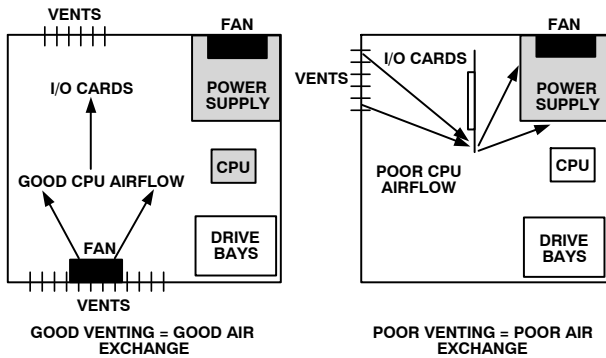 VENTS
FAN
I/O CARDS
POWER
SUPPLY
CPU
GOOD CPU AIRFLOW
FAN
DRIVE
BAYS
VENTS
GOOD VENTING = GOOD AIR
EXCHANGE
FAN
I/O CARDS
VENTS
POWER
SUPPLY
CPU
POOR CPU
AIRFLOW
DRIVE
BAYS
POOR VENTING = POOR AIR
EXCHANGE